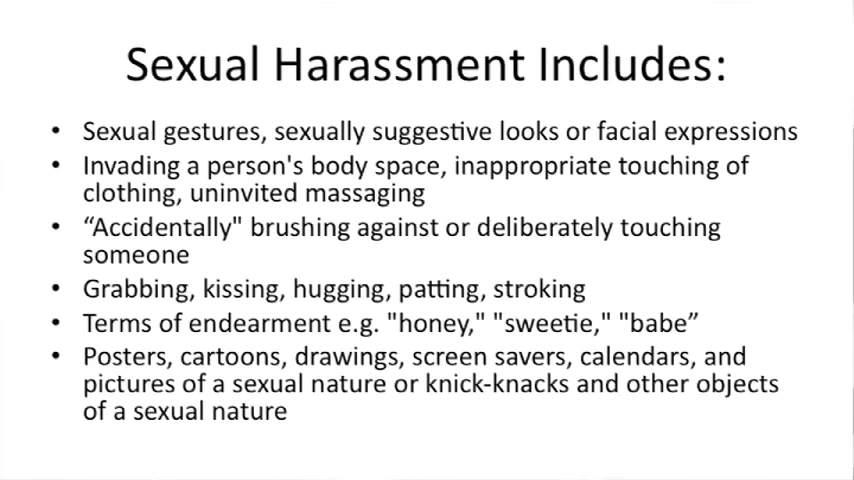 Sexual Harassment Includes:
• Sexual gestures, sexually suggestive looks or facial expressions
• Invading a person's body space, inappropriate touching of
clothing, uninvited massaging
• “Accidentally" brushing against or deliberately touching
someone
• Grabbing, kissing, hugging, patting, stroking
• Terms of endearment e.g. "honey," "sweetie," "babe”
• Posters, cartoons, drawings, screen savers, calendars, and
pictures of a sexual nature or knick-knacks and other objects
of a sexual nature